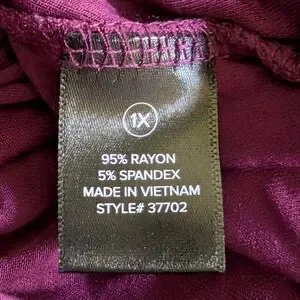 1X
95% RAYON
5% SPANDEX
MADE IN VIETNAM
STYLE# 37702